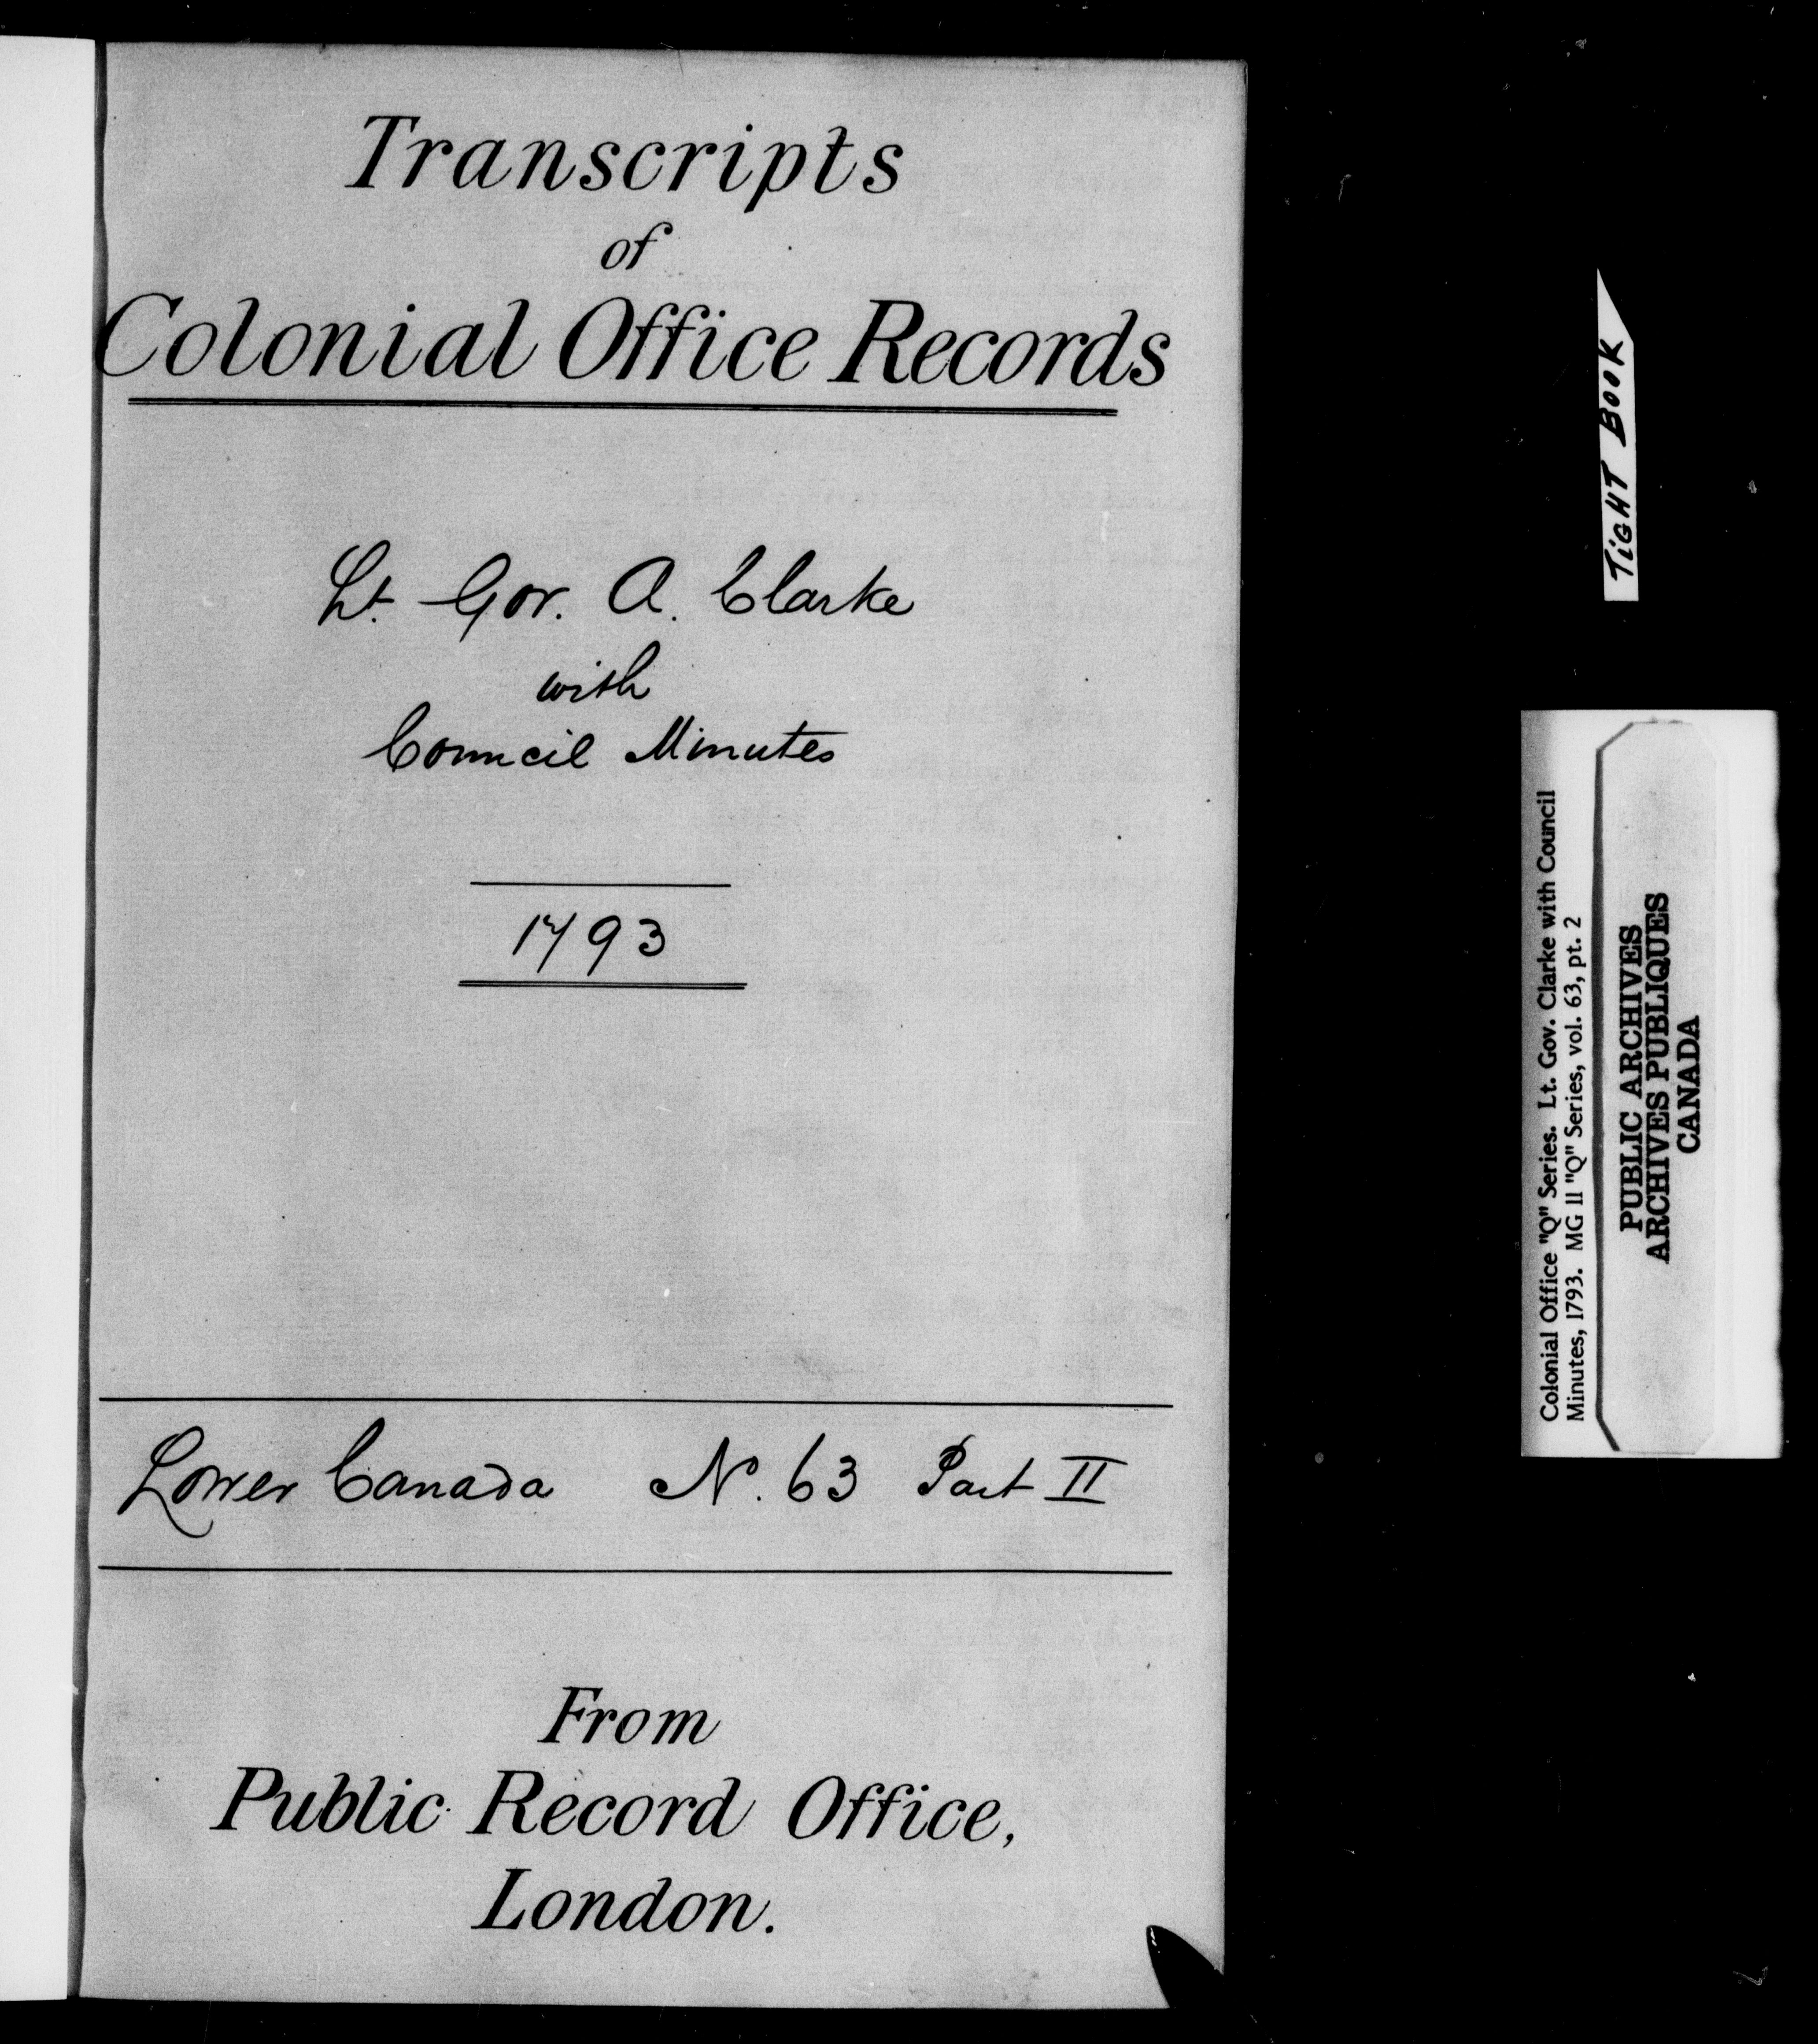 Transcripts
of
Colonial Office Records
Lt. Gov. A. Clarke
with
Council Minutes
1793
Lower Canada N. 63 Part II
From
Public Record Office,
London.
TIGHT BOOK
Colonial Office "Q" Series. Lt. Gov. Clarke with Council
Minutes, 1793. MG 11 "Q" Series, vol. 63, pt. 2
PUBLIC ARCHIVES
ARCHIVES PUBLIQUES
CANADA